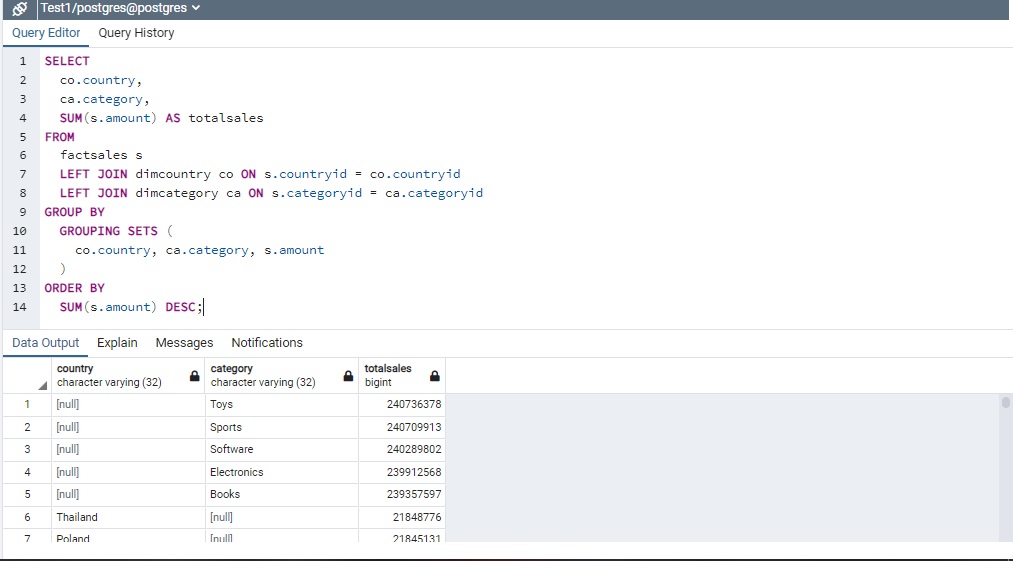 Test1/postgres@postgres
Query Editor Query History
1 SELECT
2 co.country,
3 ca.category,
4 SUM(s.amount) AS totalsales
5 FROM
6 factsales s
7 LEFT JOIN dimcountry co ON s.countryid = co.countryid
8 LEFT JOIN dimcategory ca ON s.categoryid = ca.categoryid
9 GROUP BY
10 GROUPING SETS (
11 co.country, ca.category, s.amount
12 )
13 ORDER BY
14 SUM(s.amount) DESC;
Data Output Explain Messages Notifications
country category totalsales
character varying (32) character varying (32) bigint
1 [null] Toys 240736378
2 [null] Sports 240709913
3 [null] Software 240289802
4 [null] Electronics 239912568
5 [null] Books 239357597
6 Thailand [null] 21848776
7 Poland [null] 21845131